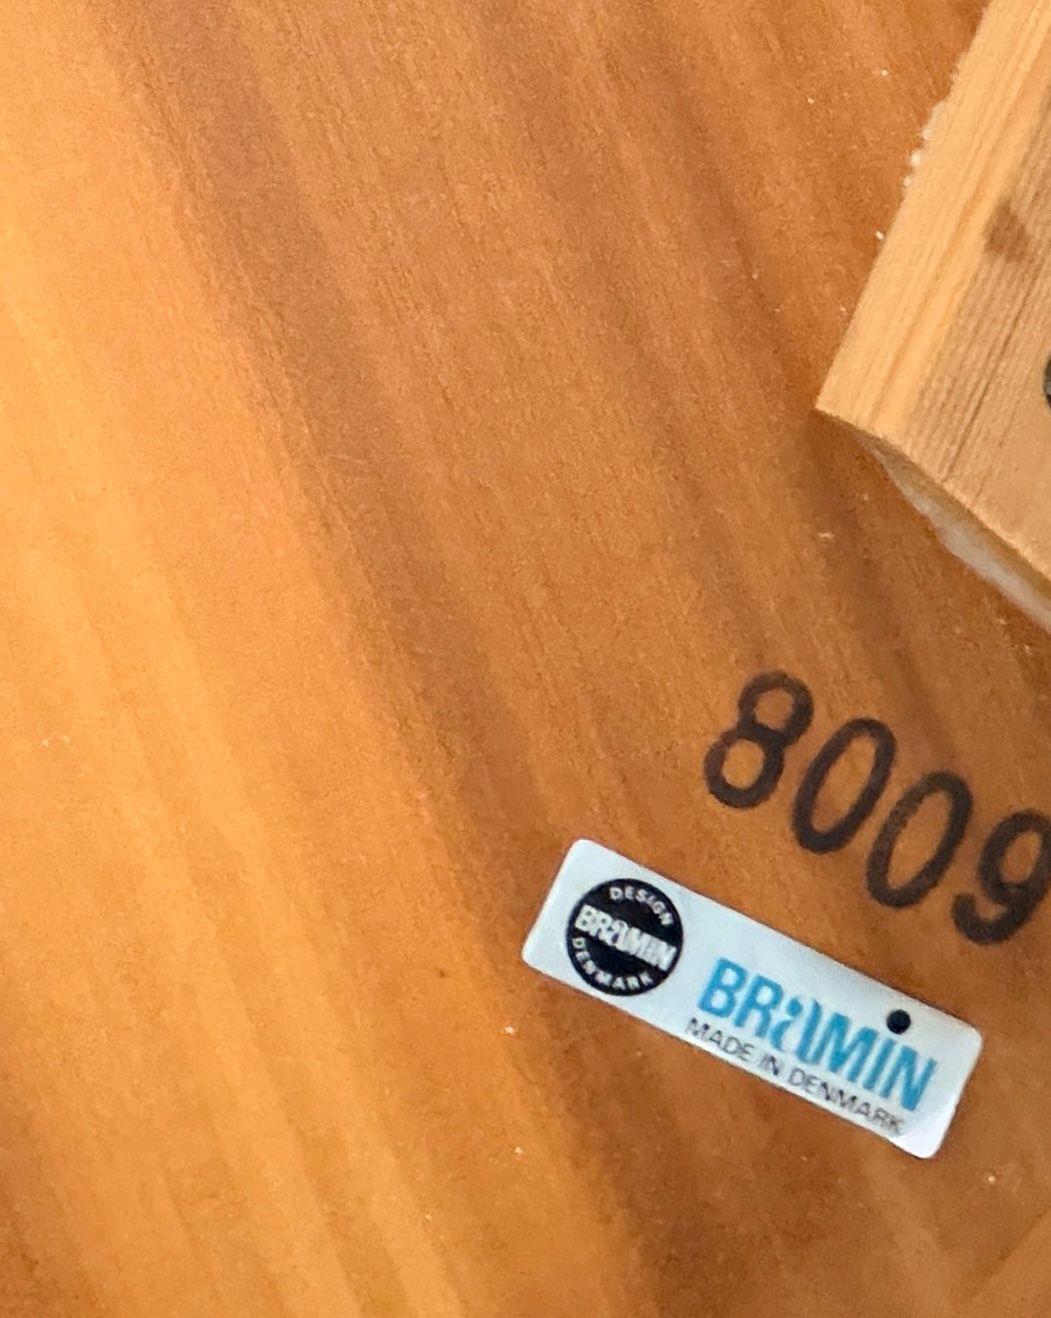 8009
DESIGN
BRAMIN
DENMARK
BRAMIN
MADE IN DENMARK